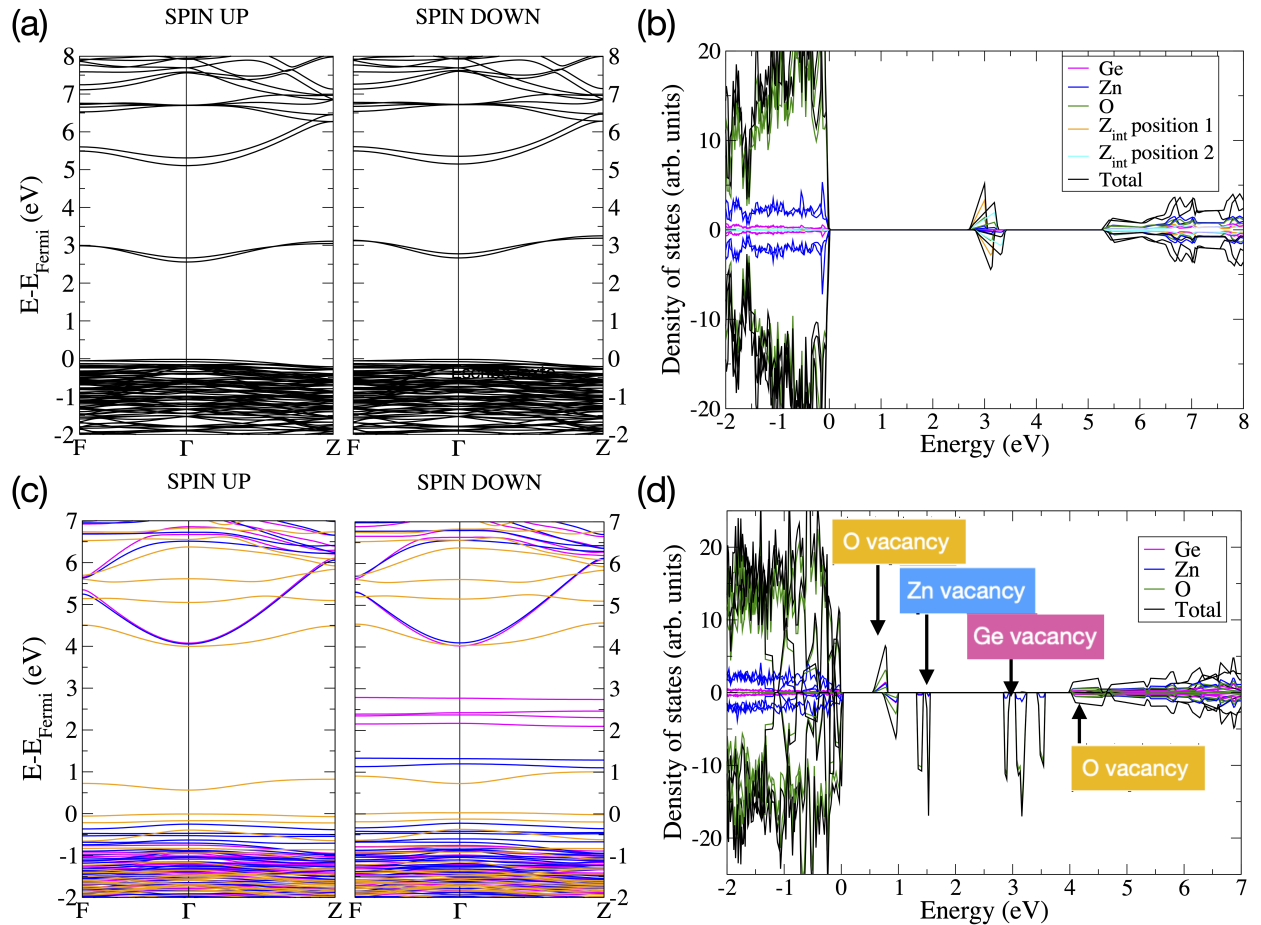 (a)
SPIN UP
SPIN DOWN
8
7
6
5
4
3
2
1
0
-1
-2
E-E_Fermi (eV)
8
7
6
5
4
3
2
1
0
-1
-2
F Γ Z F Γ Z
(b)
20
10
0
-10
-20
Density of states (arb. units)
Ge
Zn
O
Z_int position 1
Z_int position 2
Total
-2 -1 0 1 2 3 4 5 6 7 8
Energy (eV)
(c)
SPIN UP
SPIN DOWN
7
6
5
4
3
2
1
0
-1
-2
E-E_Fermi (eV)
7
6
5
4
3
2
1
0
-1
-2
F Γ Z F Γ Z
(d)
20
10
0
-10
-20
Density of states (arb. units)
O vacancy
Zn vacancy
Ge vacancy
O vacancy
Ge
Zn
O
Total
-2 -1 0 1 2 3 4 5 6 7
Energy (eV)